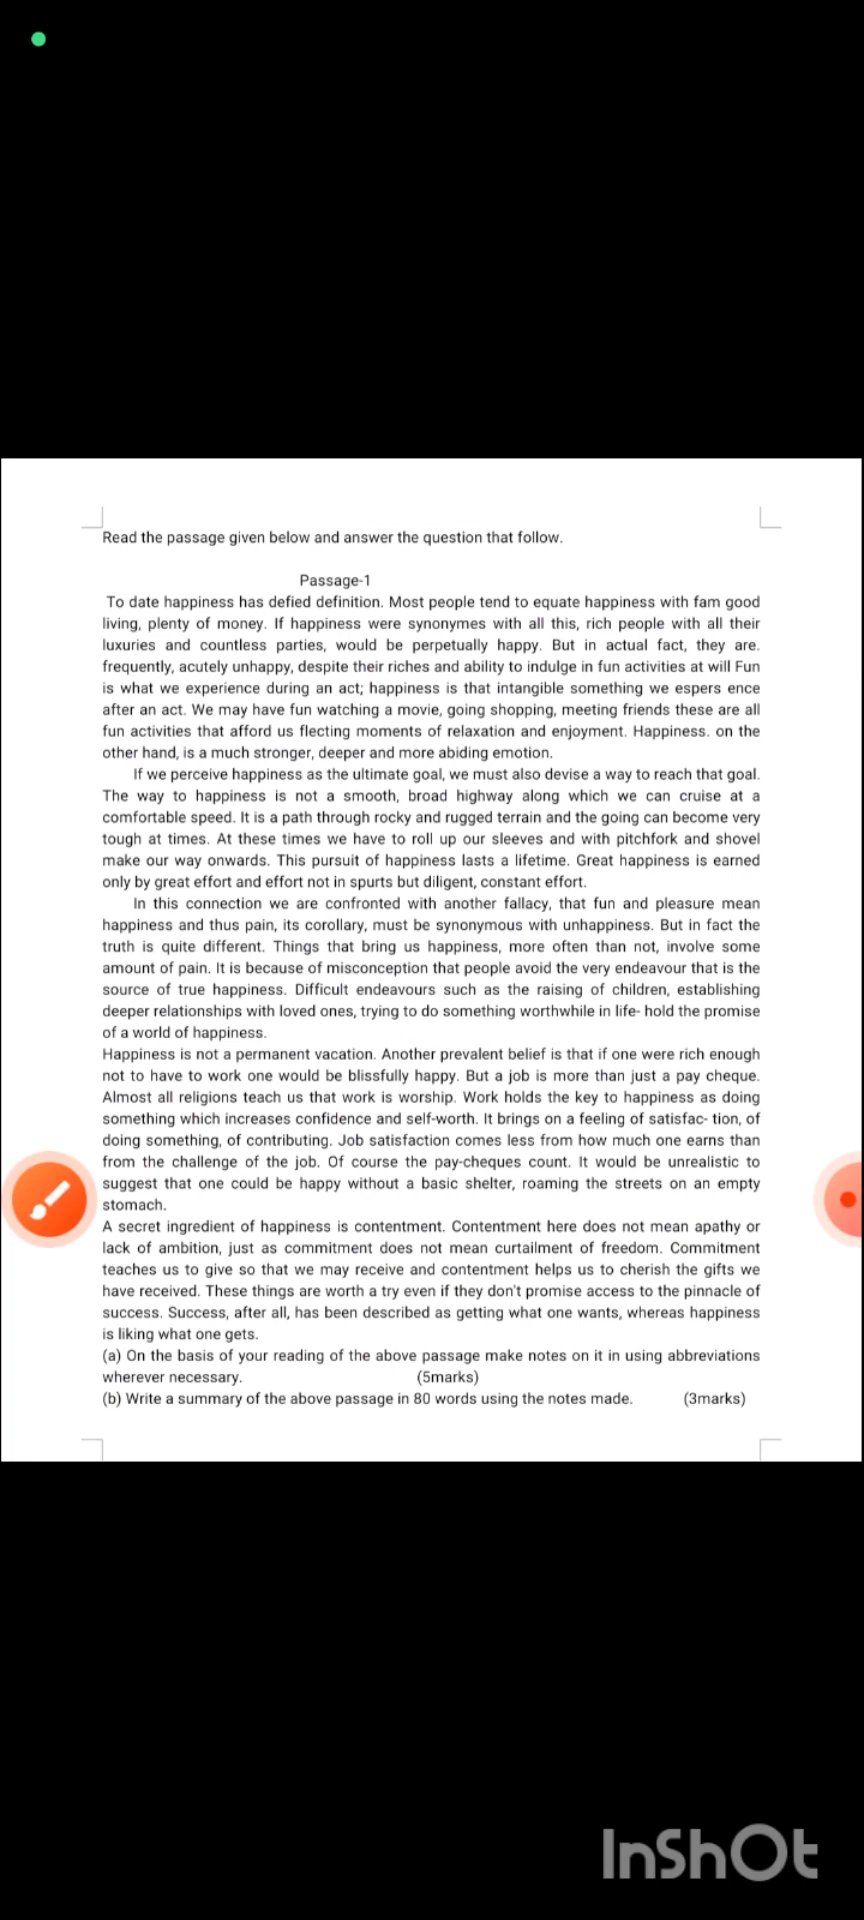 Read the passage given below and answer the question that follow.
Passage-1
To date happiness has defied definition. Most people tend to equate happiness with fam good
living, plenty of money. If happiness were synonymes with all this, rich people with all their
luxuries and countless parties, would be perpetually happy. But in actual fact, they are.
frequently, acutely unhappy, despite their riches and ability to indulge in fun activities at will Fun
is what we experience during an act; happiness is that intangible something we espers ence
after an act. We may have fun watching a movie, going shopping, meeting friends these are all
fun activities that afford us flecting moments of relaxation and enjoyment. Happiness. on the
other hand, is a much stronger, deeper and more abiding emotion.
If we perceive happiness as the ultimate goal, we must also devise a way to reach that goal.
The way to happiness is not a smooth, broad highway along which we can cruise at a
comfortable speed. It is a path through rocky and rugged terrain and the going can become very
tough at times. At these times we have to roll up our sleeves and with pitchfork and shovel
make our way onwards. This pursuit of happiness lasts a lifetime. Great happiness is earned
only by great effort and effort not in spurts but diligent, constant effort.
In this connection we are confronted with another fallacy, that fun and pleasure mean
happiness and thus pain, its corollary, must be synonymous with unhappiness. But in fact the
truth is quite different. Things that bring us happiness, more often than not, involve some
amount of pain. It is because of misconception that people avoid the very endeavour that is the
source of true happiness. Difficult endeavours such as the raising of children, establishing
deeper relationships with loved ones, trying to do something worthwhile in life- hold the promise
of a world of happiness.
Happiness is not a permanent vacation. Another prevalent belief is that if one were rich enough
not to have to work one would be blissfully happy. But a job is more than just a pay cheque.
Almost all religions teach us that work is worship. Work holds the key to happiness as doing
something which increases confidence and self-worth. It brings on a feeling of satisfac- tion, of
doing something, of contributing. Job satisfaction comes less from how much one earns than
from the challenge of the job. Of course the pay-cheques count. It would be unrealistic to
suggest that one could be happy without a basic shelter, roaming the streets on an empty
stomach.
A secret ingredient of happiness is contentment. Contentment here does not mean apathy or
lack of ambition, just as commitment does not mean curtailment of freedom. Commitment
teaches us to give so that we may receive and contentment helps us to cherish the gifts we
have received. These things are worth a try even if they don't promise access to the pinnacle of
success. Success, after all, has been described as getting what one wants, whereas happiness
is liking what one gets.
(a) On the basis of your reading of the above passage make notes on it in using abbreviations
wherever necessary. (5marks)
(b) Write a summary of the above passage in 80 words using the notes made. (3marks)
InShOt